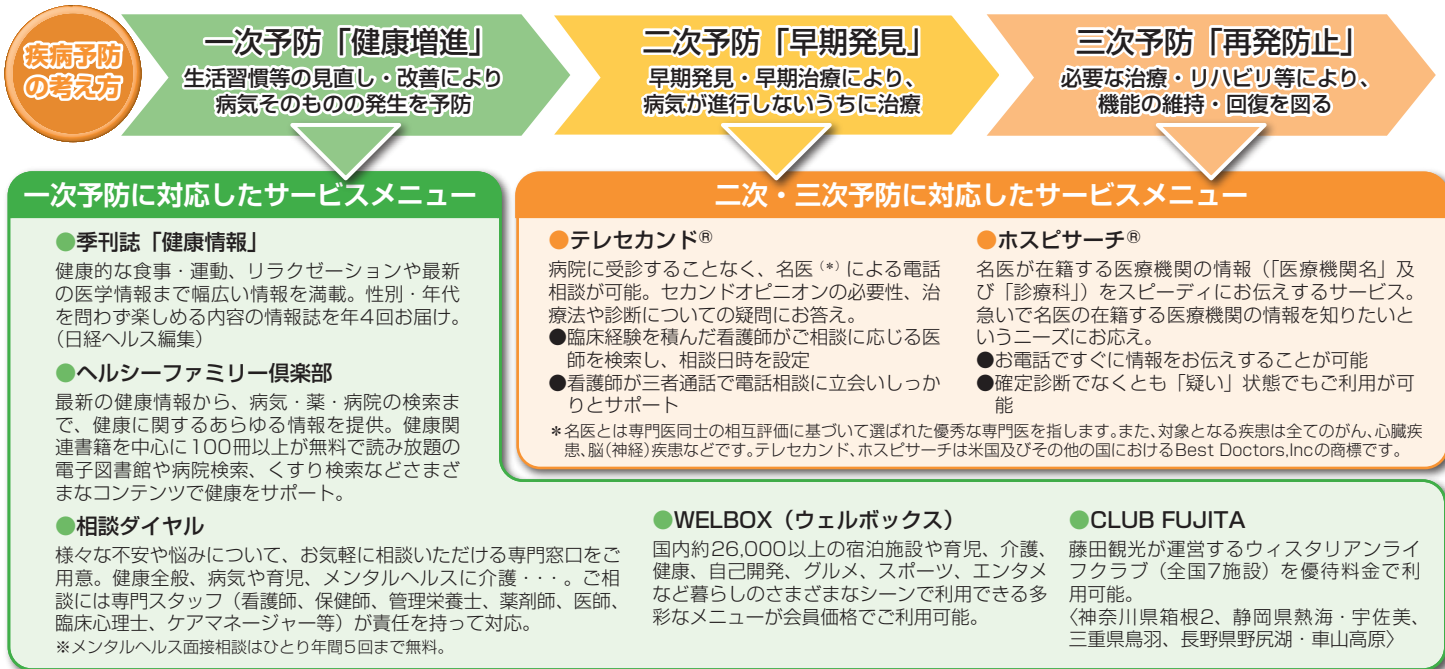 疾病予防
の考え方
一次予防「健康増進」
生活習慣等の見直し・改善により
病気そのものの発生を予防
二次予防「早期発見」
早期発見・早期治療により、
病気が進行しないうちに治療
三次予防「再発防止」
必要な治療・リハビリ等により、
機能の維持・回復を図る
一次予防に対応したサービスメニュー
●季刊誌「健康情報」
健康的な食事・運動、リラクゼーションや最新
の医学情報まで幅広い情報を満載。性別・年代
を問わず楽しめる内容の情報誌を年4回お届け。
（日経ヘルス編集）
●ヘルシーファミリー倶楽部
最新の健康情報から、病気・薬・病院の検索ま
で、健康に関するあらゆる情報を提供。健康関
連書籍を中心に100冊以上が無料で読み放題の
電子図書館や病院検索、くすり検索などさまざ
まなコンテンツで健康をサポート。
●相談ダイヤル
様々な不安や悩みについて、お気軽に相談いただける専門窓口をご
用意。健康全般、病気や育児、メンタルヘルスに介護・・・。ご相
談には専門スタッフ（看護師、保健師、管理栄養士、薬剤師、医師、
臨床心理士、ケアマネージャー等）が責任を持って対応。
※メンタルヘルス面接相談はひとり年間5回まで無料。
二次・三次予防に対応したサービスメニュー
●テレセカンド®
病院に受診することなく、名医（*）による電話
相談が可能。セカンドオピニオンの必要性、治
療法や診断についての疑問にお答え。
●臨床経験を積んだ看護師がご相談に応じる医
師を検索し、相談日時を設定
●看護師が三者通話で電話相談に立会いしっか
りとサポート
●ホスピサーチ®
名医が在籍する医療機関の情報（「医療機関名」及
び「診療科」）をスピーディにお伝えするサービス。
急いで名医の在籍する医療機関の情報を知りたいと
いうニーズにお応え。
●お電話ですぐに情報をお伝えすることが可能
●確定診断でなくとも「疑い」状態でもご利用が可
能
*名医とは専門医同士の相互評価に基づいて選ばれた優秀な専門医を指します。また、対象となる疾患は全てのがん、心臓疾
患、脳(神経)疾患などです。テレセカンド、ホスピサーチは米国及びその他の国におけるBest Doctors,Incの商標です。
●WELBOX（ウェルボックス）
国内約26,000以上の宿泊施設や育児、介護、
健康、自己開発、グルメ、スポーツ、エンタメ
など暮らしのさまざまなシーンで利用できる多
彩なメニューが会員価格でご利用可能。
●CLUB FUJITA
藤田観光が運営するウィスタリアンライ
フクラブ（全国7施設）を優待料金で利
用可能。
〈神奈川県箱根2、静岡県熱海・宇佐美、
三重県鳥羽、長野県野尻湖・車山高原〉